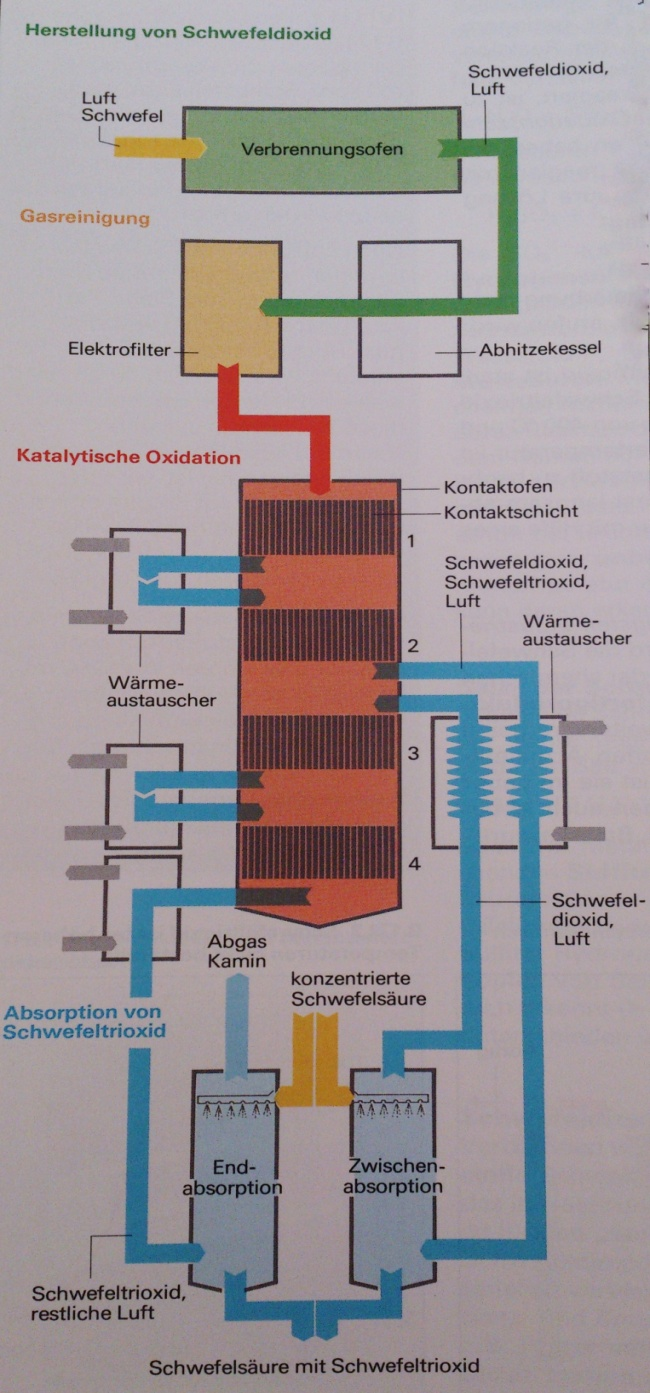 Herstellung von Schwefeldioxid
Schwefeldioxid,
Luft
Luft
Schwefel
Verbrennungsofen
Gasreinigung
Elektrofilter
Abhitzekessel
Katalytische Oxidation
Kontaktofen
Kontaktschicht
1
Schwefeldioxid,
Schwefeltrioxid,
Luft
Wärme-
austauscher
2
Wärme-
austauscher
3
4
Schwefel-
dioxid,
Luft
Abgas
Kamin
konzentrierte
Schwefelsäure
Absorption von
Schwefeltrioxid
End-
absorption
Zwischen-
absorption
Schwefeltrioxid,
restliche Luft
Schwefelsäure mit Schwefeltrioxid